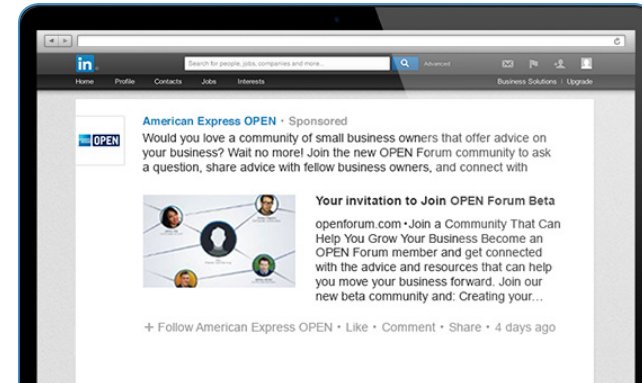 in
Search for people, jobs, companies and more...
Advanced
Home Profile Contacts Jobs Interests
Business Solutions | Upgrade
American Express OPEN • Sponsored
OPEN
Would you love a community of small business owners that offer advice on
your business? Wait no more! Join the new OPEN Forum community to ask
a question, share advice with fellow business owners, and connect with
Your invitation to Join OPEN Forum Beta
openforum.com • Join a Community That Can
Help You Grow Your Business Become an
OPEN Forum member and get connected
with the advice and resources that can help
you move your business forward. Join our
new beta community and: Creating your...
+ Follow American Express OPEN • Like • Comment • Share • 4 days ago